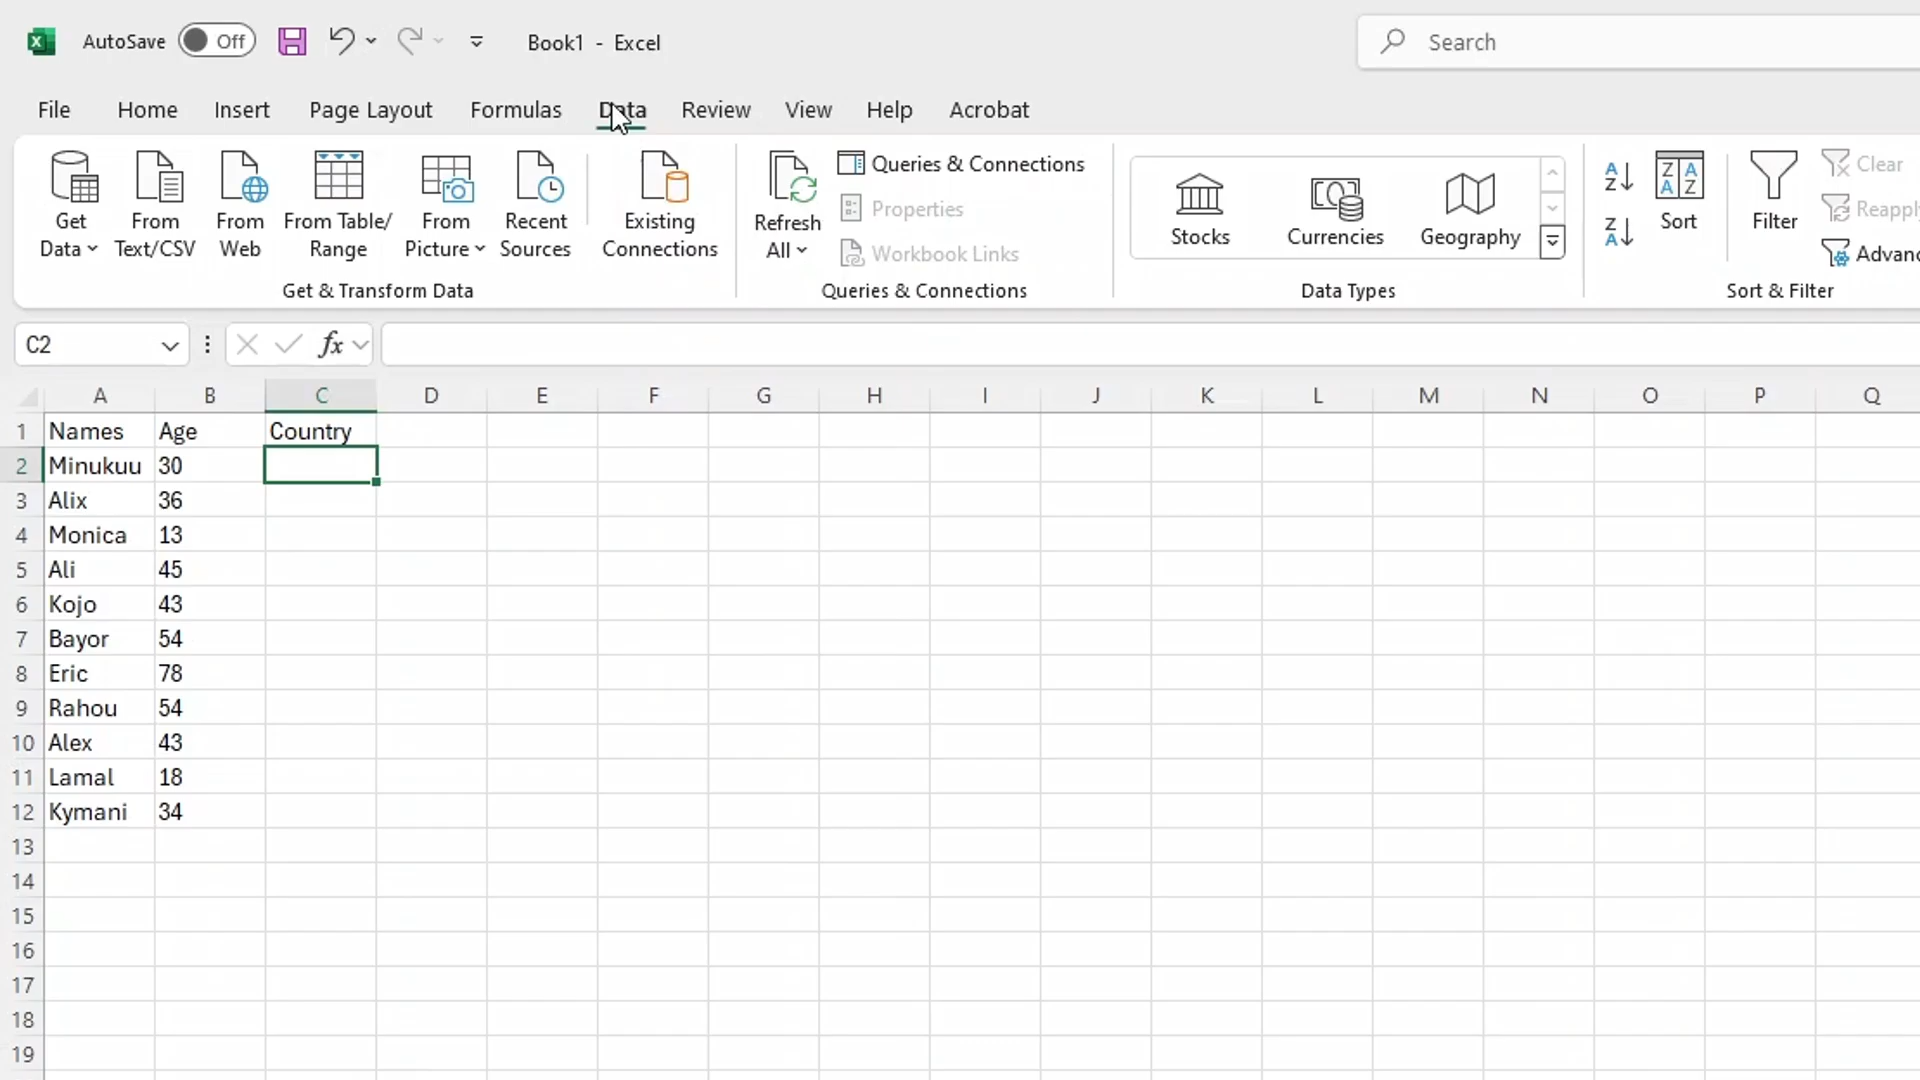 AutoSave Off Book1 - Excel Search
File Home Insert Page Layout Formulas Data Review View Help Acrobat
Get Data
From Text/CSV
From Web
From Table/ Range
From Picture
Recent Sources
Existing Connections
Get & Transform Data
Refresh All
Queries & Connections
Properties
Workbook Links
Queries & Connections
Stocks
Currencies
Geography
Data Types
Sort
Filter
Clear
Reapply
Advanc
Sort & Filter
C2 fx
A B C D E F G H I J K L M N O P Q
1 Names Age Country
2 Minukuu 30
3 Alix 36
4 Monica 13
5 Ali 45
6 Kojo 43
7 Bayor 54
8 Eric 78
9 Rahou 54
10 Alex 43
11 Lamal 18
12 Kymani 34
13
14
15
16
17
18
19